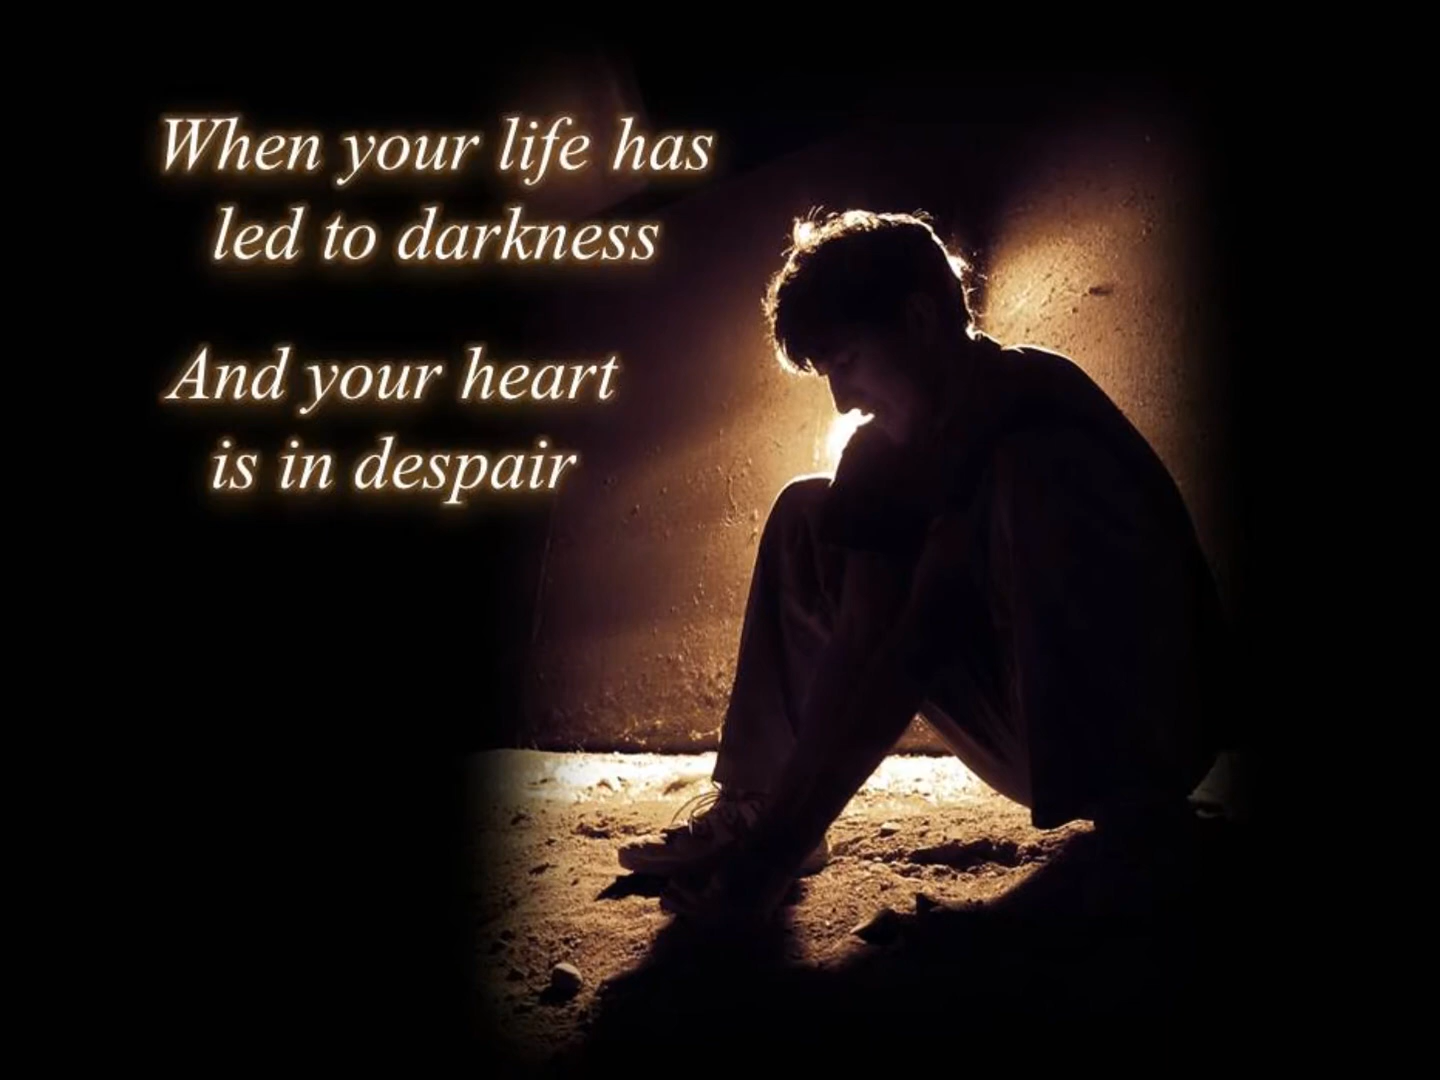 When your life has
led to darkness
And your heart
is in despair